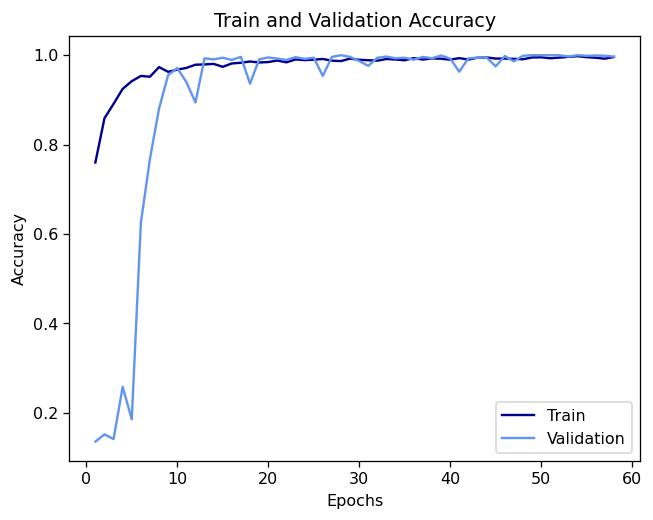 Train and Validation Accuracy
1.0
0.8
0.6
0.4
0.2
Accuracy
Train
Validation
0 10 20 30 40 50 60
Epochs